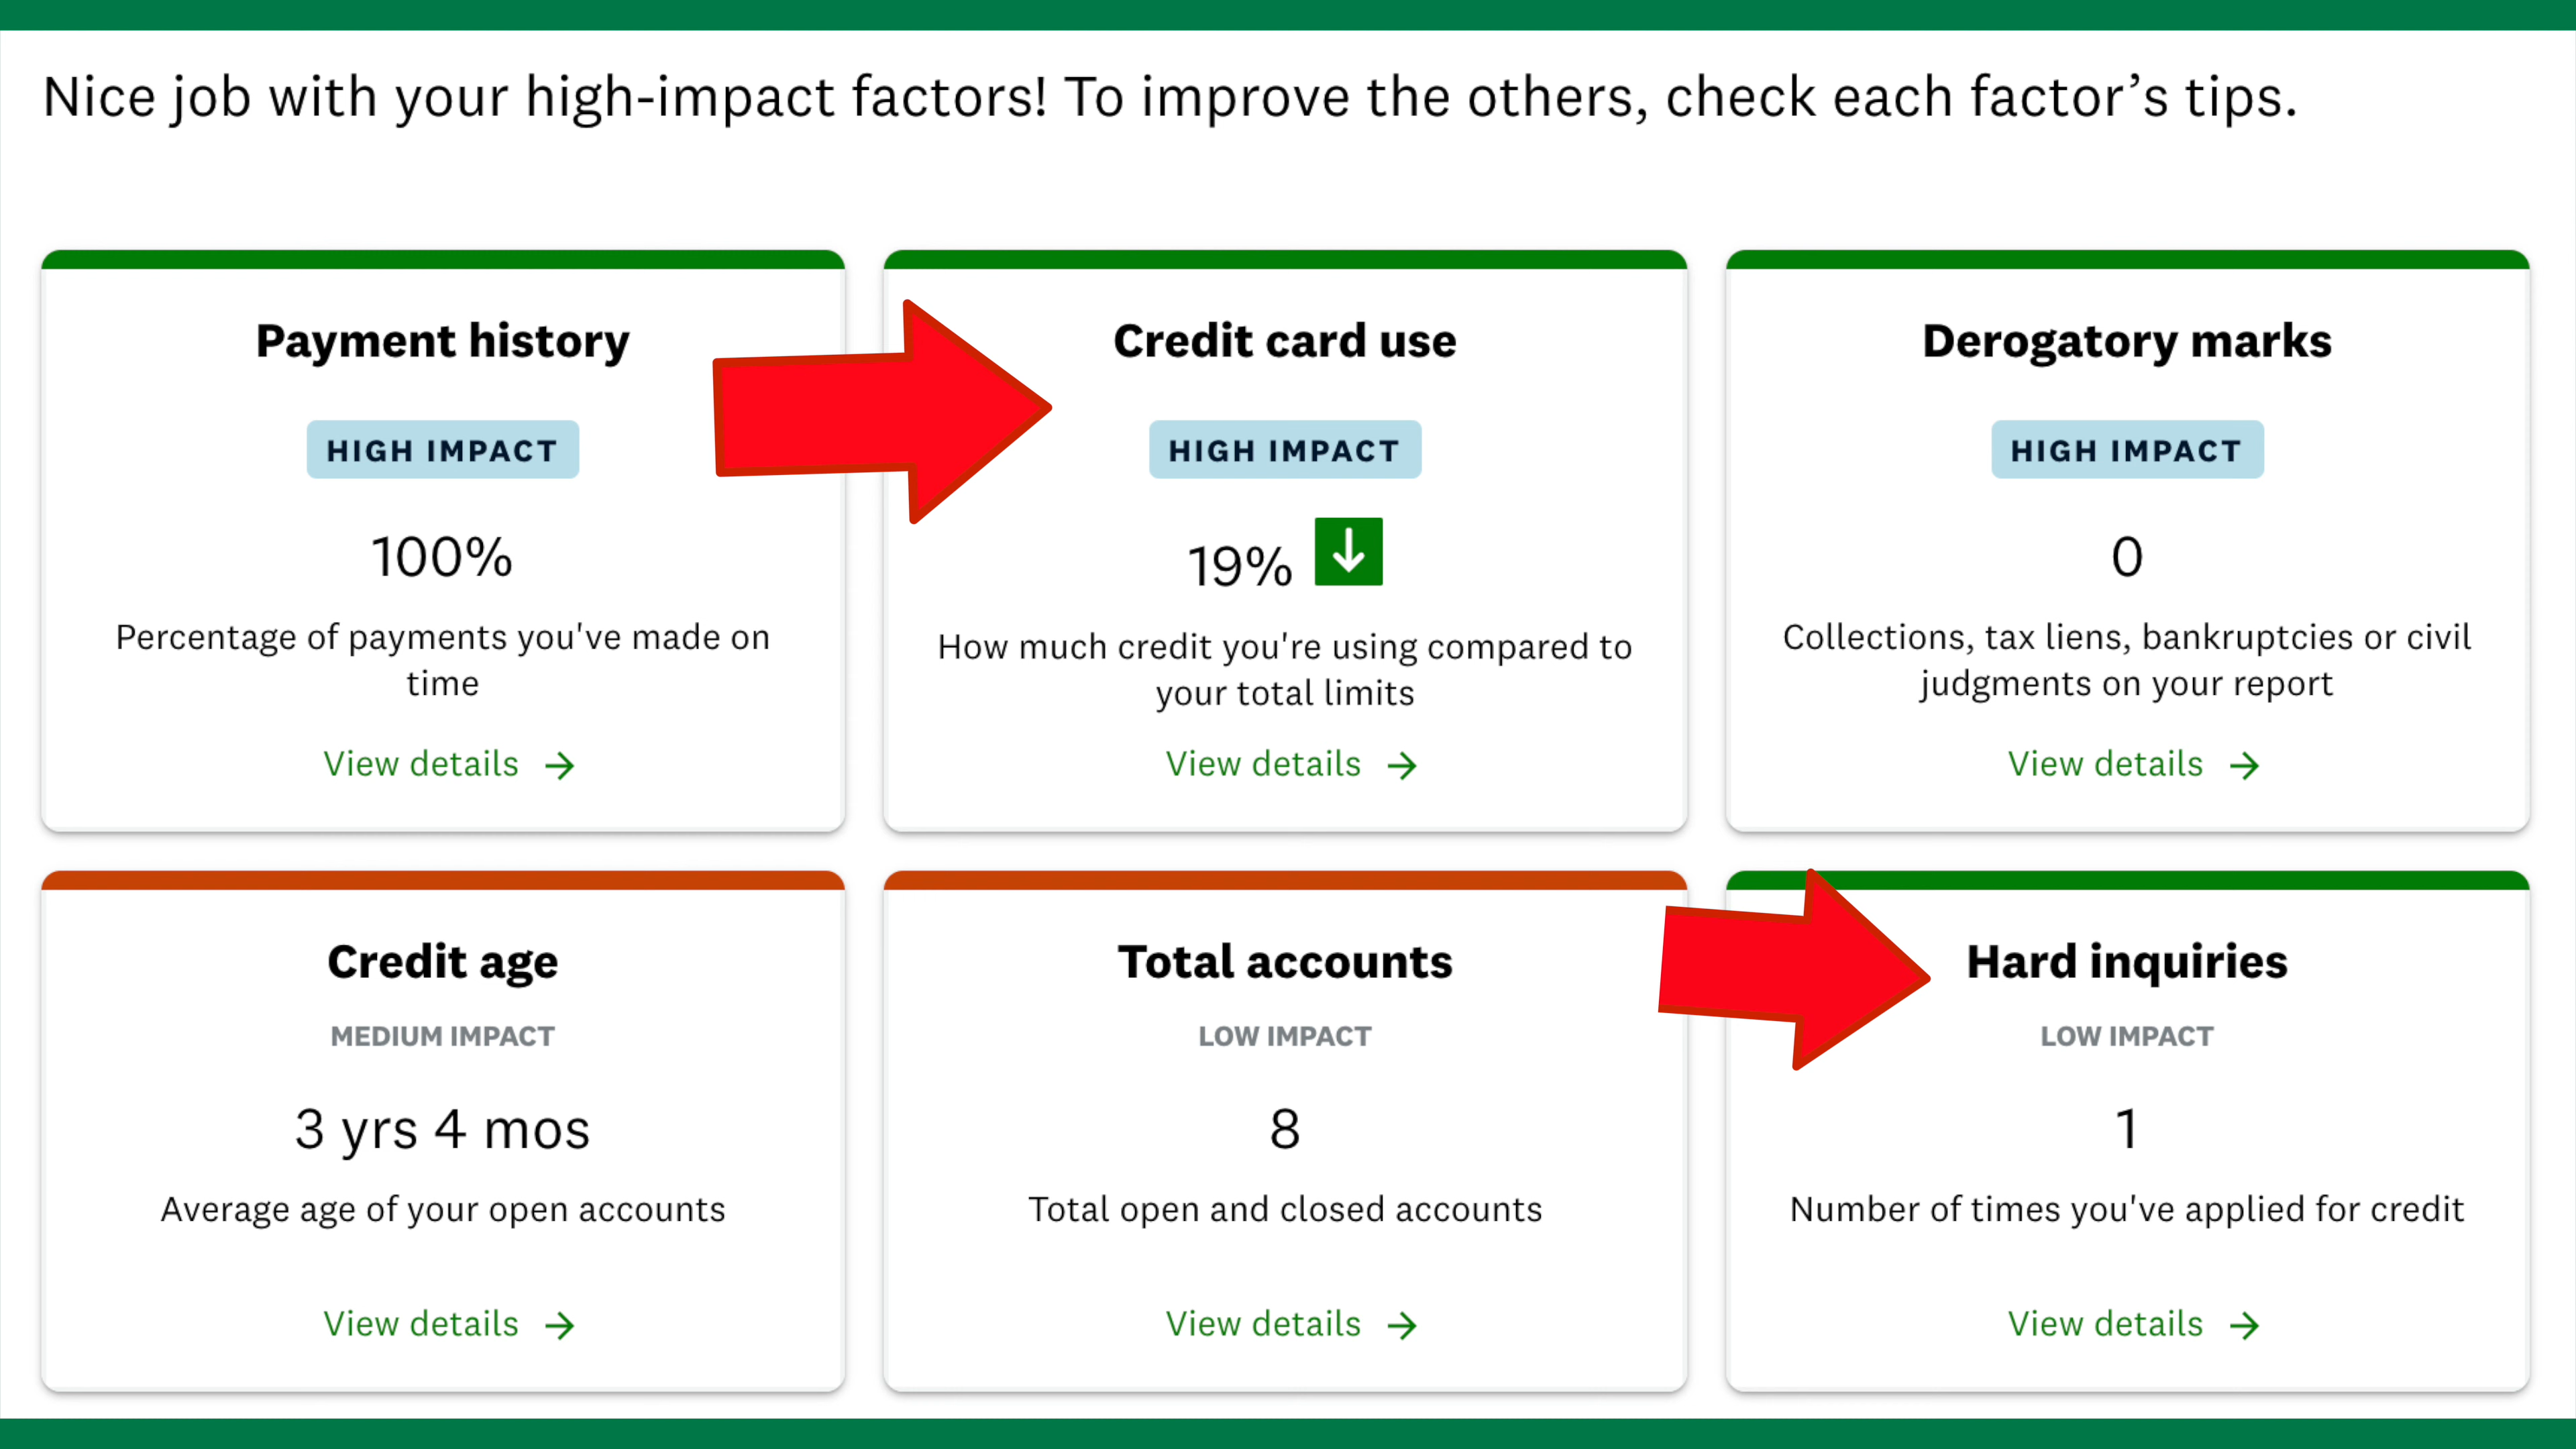 Nice job with your high-impact factors! To improve the others, check each factor’s tips.
Payment history
HIGH IMPACT
100%
Percentage of payments you've made on
time
View details →
Credit card use
HIGH IMPACT
19% ↓
How much credit you're using compared to
your total limits
View details →
Derogatory marks
HIGH IMPACT
0
Collections, tax liens, bankruptcies or civil
judgments on your report
View details →
Credit age
MEDIUM IMPACT
3 yrs 4 mos
Average age of your open accounts
View details →
Total accounts
LOW IMPACT
8
Total open and closed accounts
View details →
Hard inquiries
LOW IMPACT
1
Number of times you've applied for credit
View details →